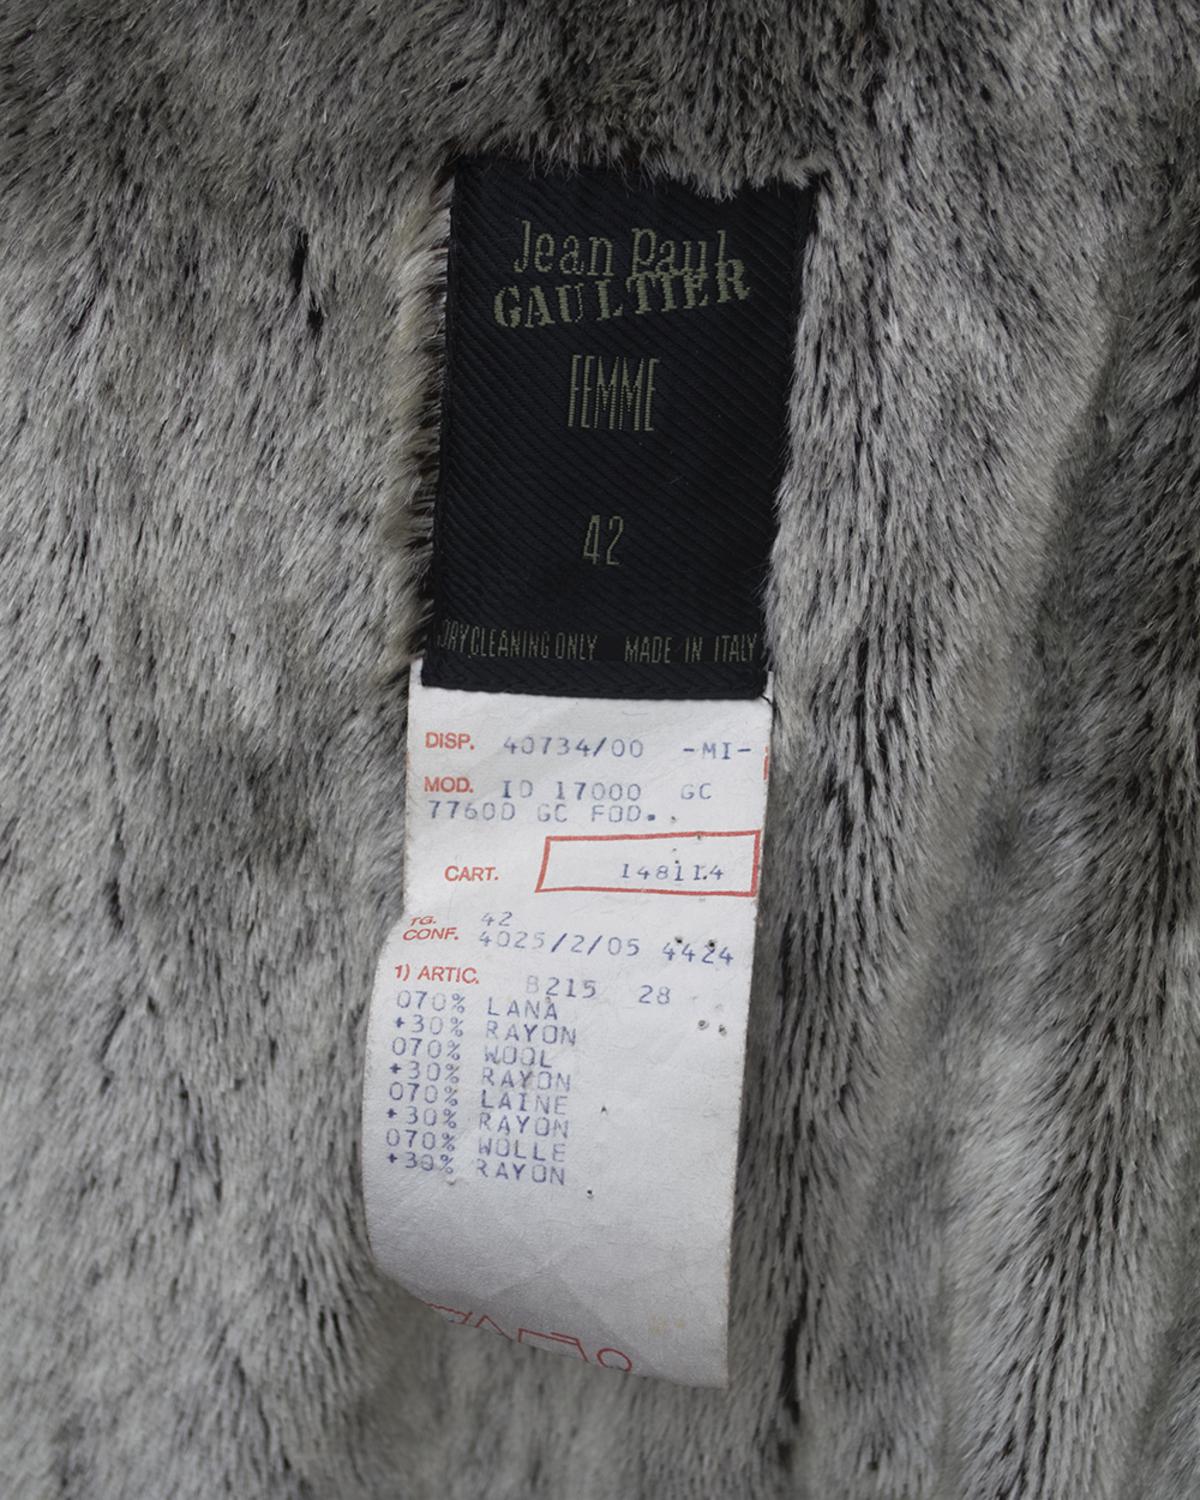 Jean Paul
GAULTIER
FEMME
42
DRY CLEANING ONLY MADE IN ITALY
DISP. 40734/00 -MI-
MOD. ID 17000 GC
7760D GC FOD.
CART. 148114
TG. 42
CONF. 4025/2/05 4424
1) ARTIC. B215 28
070% LANA
+30% RAYON
070% WOOL
+30% RAYON
070% LAINE
+30% RAYON
070% WOLLE
+30% RAYON